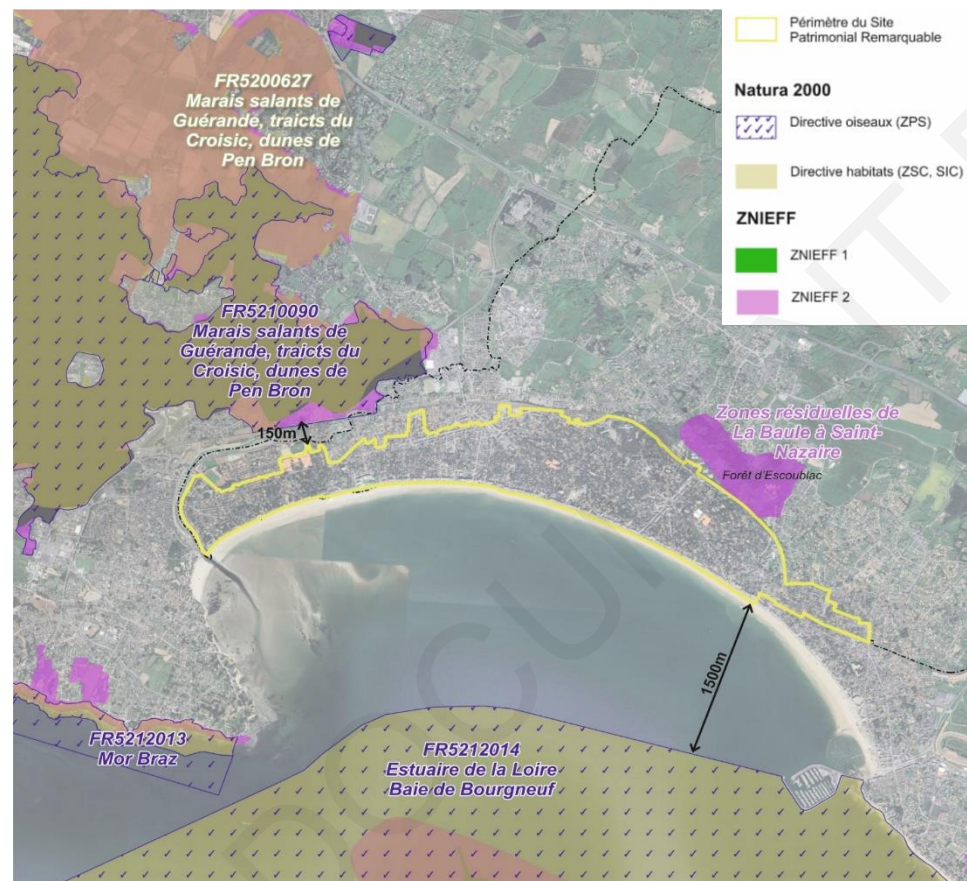 Périmètre du Site
Patrimonial Remarquable
Natura 2000
Directive oiseaux (ZPS)
Directive habitats (ZSC, SIC)
ZNIEFF
ZNIEFF 1
ZNIEFF 2
FR5200627
Marais salants de
Guérande, traicts du
Croisic, dunes de
Pen Bron
FR5210090
Marais salants de
Guérande, traicts du
Croisic, dunes de
Pen Bron
150m
Zones résiduelles de
La Baule à Saint-
Nazaire
Forêt d'Escoublac
1500m
FR5212013
Mor Braz
FR5212014
Estuaire de la Loire
Baie de Bourgneuf